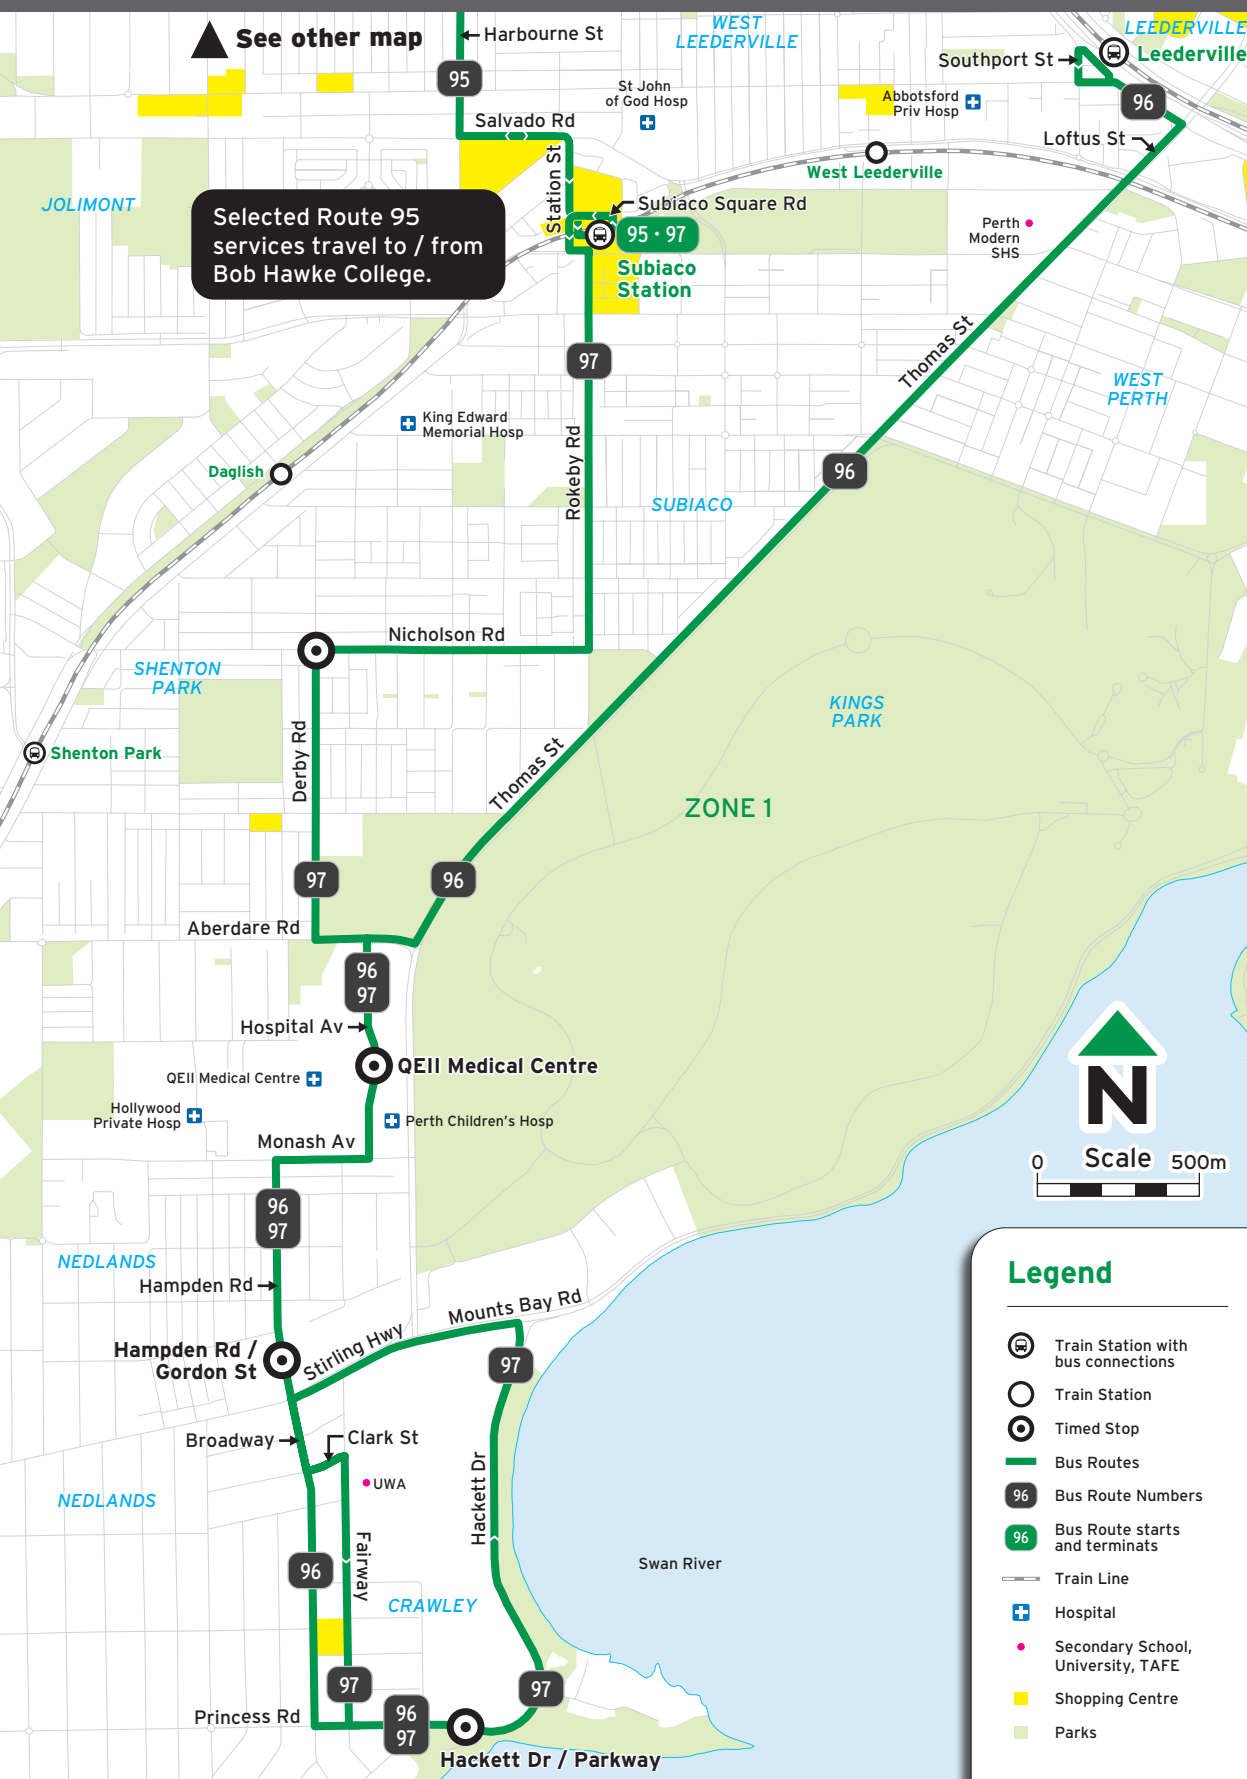 See other map
Harbourne St
WEST
LEEDERVILLE
LEEDERVILLE
Leederville
Southport St
95
St John
of God Hosp
Abbotsford
Priv Hosp
96
Salvado Rd
Loftus St
Station St
West Leederville
JOLIMONT
Subiaco Square Rd
Selected Route 95
services travel to / from
Bob Hawke College.
95 • 97
Subiaco
Station
Perth
Modern
SHS
Thomas St
97
WEST
PERTH
King Edward
Memorial Hosp
Rokeby Rd
Daglish
96
SUBIACO
Nicholson Rd
SHENTON
PARK
KINGS
PARK
Shenton Park
Derby Rd
Thomas St
ZONE 1
97
96
Aberdare Rd
96
97
Hospital Av
QEII Medical Centre
QEII Medical Centre
Hollywood
Private Hosp
Perth Children's Hosp
Monash Av
N
Scale
0
500m
96
97
NEDLANDS
Hampden Rd
Mounts Bay Rd
Hampden Rd /
Gordon St
Stirling Hwy
97
Broadway
Clark St
UWA
NEDLANDS
Hackett Dr
Fairway
96
Swan River
CRAWLEY
97
97
Princess Rd
96
97
Hackett Dr / Parkway
Legend
Train Station with
bus connections
Train Station
Timed Stop
Bus Routes
96
Bus Route Numbers
96
Bus Route starts
and terminats
Train Line
Hospital
Secondary School,
University, TAFE
Shopping Centre
Parks